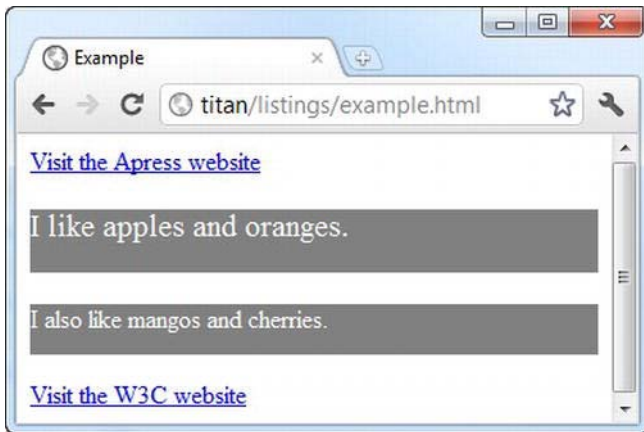 Example
titan/listings/example.html
Visit the Apress website
I like apples and oranges.
I also like mangos and cherries.
Visit the W3C website